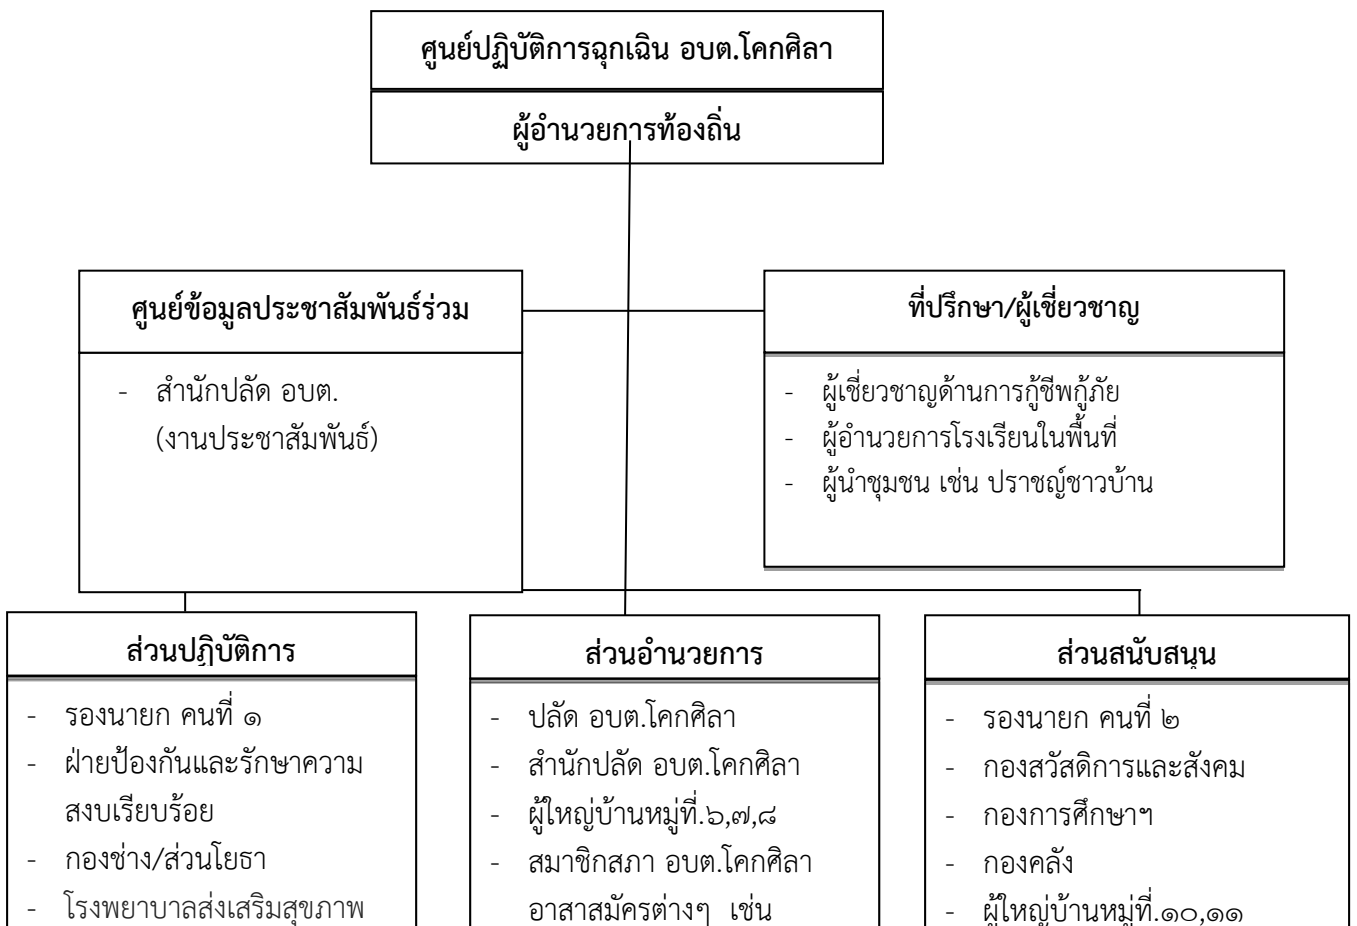 ศูนย์ปฏิบัติการฉุกเฉิน อบต.โคกศิลา
ผู้อำนวยการท้องถิ่น
ศูนย์ข้อมูลประชาสัมพันธ์ร่วม
- สำนักปลัด อบต.
(งานประชาสัมพันธ์)
ที่ปรึกษา/ผู้เชี่ยวชาญ
- ผู้เชี่ยวชาญด้านการกู้ชีพกู้ภัย
- ผู้อำนวยการโรงเรียนในพื้นที่
- ผู้นำชุมชน เช่น ปราชญ์ชาวบ้าน
ส่วนปฏิบัติการ
- รองนายก คนที่ ๑
- ฝ่ายป้องกันและรักษาความ
สงบเรียบร้อย
- กองช่าง/ส่วนโยธา
- โรงพยาบาลส่งเสริมสุขภาพ
ส่วนอำนวยการ
- ปลัด อบต.โคกศิลา
- สำนักปลัด อบต.โคกศิลา
- ผู้ใหญ่บ้านหมู่ที่.๖,๗,๘
- สมาชิกสภา อบต.โคกศิลา
อาสาสมัครต่างๆ เช่น
ส่วนสนับสนุน
- รองนายก คนที่ ๒
- กองสวัสดิการและสังคม
- กองการศึกษาฯ
- กองคลัง
- ผู้ใหญ่บ้านหมู่ที่.๑๐,๑๑